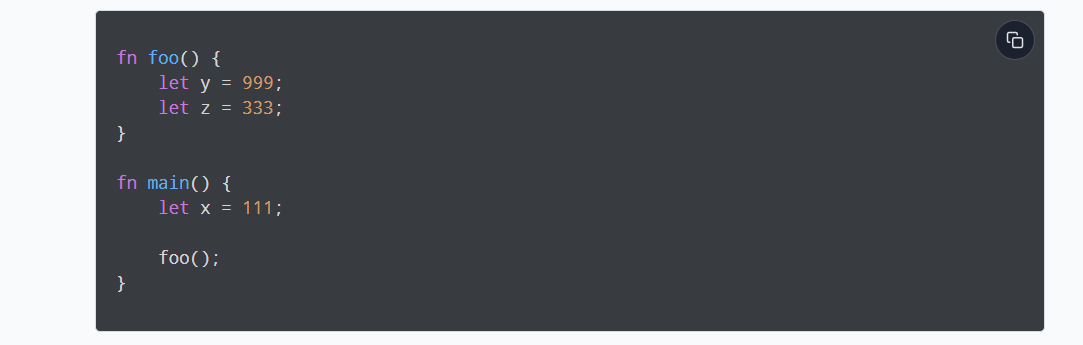 fn foo() {
    let y = 999;
    let z = 333;
}

fn main() {
    let x = 111;

    foo();
}